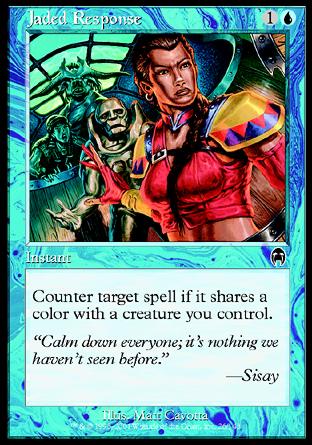 Jaded Response 1
Instant
Counter target spell if it shares a
color with a creature you control.
“Calm down everyone; it’s nothing we
haven’t seen before.”
—Sisay
Illus. Matt Cavotta